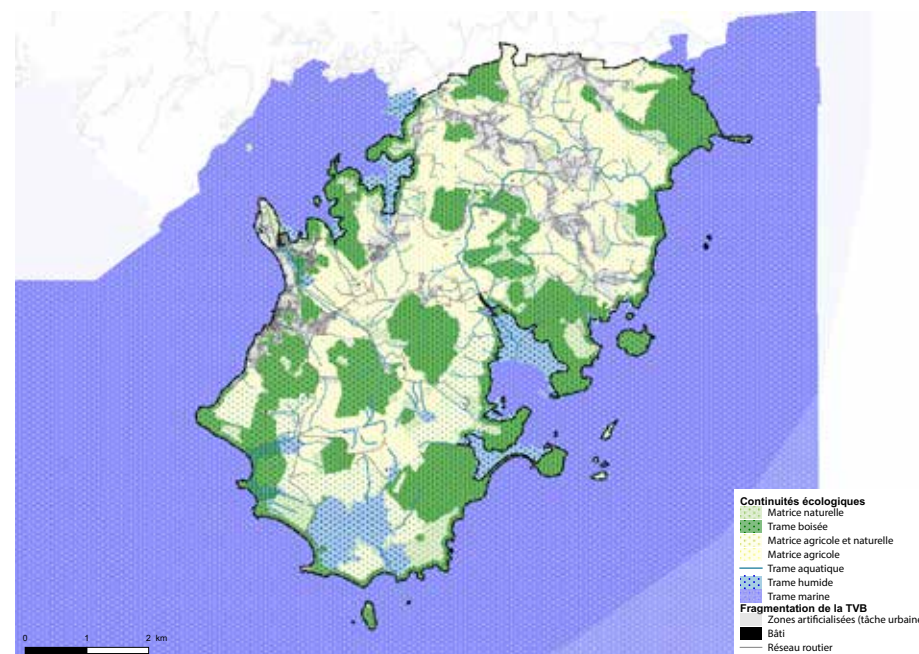 Continuités écologiques
Matrice naturelle
Trame boisée
Matrice agricole et naturelle
Matrice agricole
Trame aquatique
Trame humide
Trame marine
Fragmentation de la TVB
Zones artificialisées (tâche urbaine
Bâti
Réseau routier
0 1 2 km